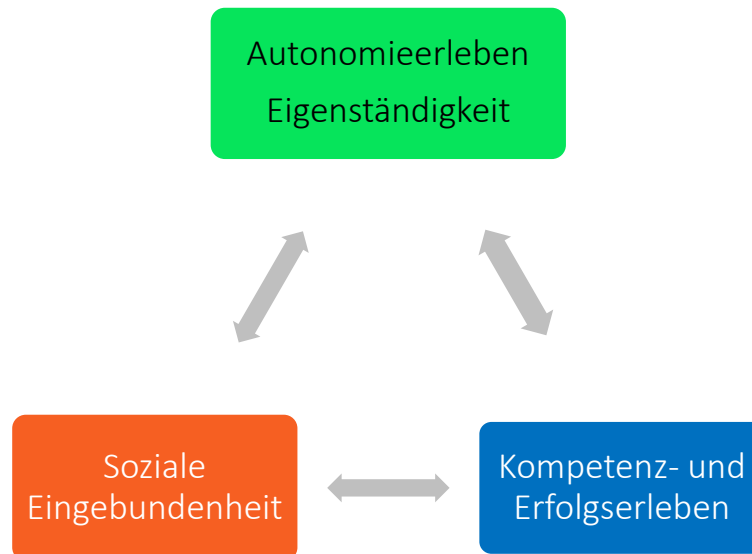 Autonomieerleben
Eigenständigkeit
Soziale
Eingebundenheit
Kompetenz- und
Erfolgserleben